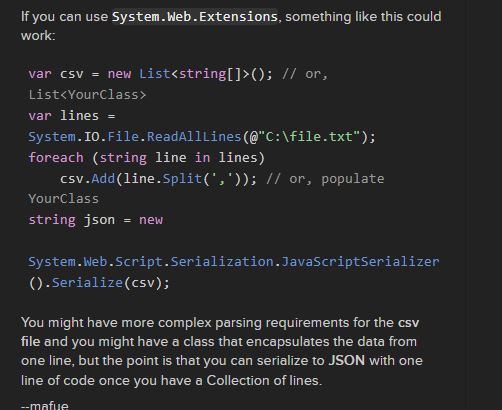 If you can use System.Web.Extensions, something like this could
work:
var csv = new List<string[]>(); // or,
List<YourClass>
var lines =
System.IO.File.ReadAllLines(@"C:\file.txt");
foreach (string line in lines)
    csv.Add(line.Split(',')); // or, populate
YourClass
string json = new
System.Web.Script.Serialization.JavaScriptSerializer
().Serialize(csv);
You might have more complex parsing requirements for the csv
file and you might have a class that encapsulates the data from
one line, but the point is that you can serialize to JSON with one
line of code once you have a Collection of lines.
--mafue